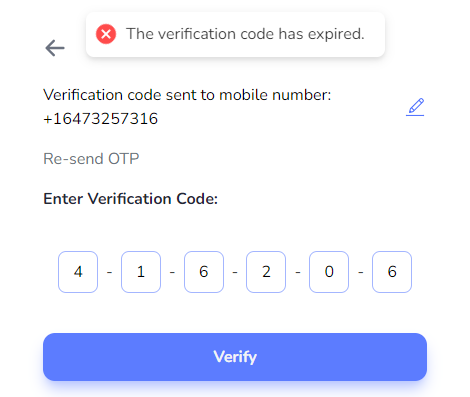 The verification code has expired.
Verification code sent to mobile number:
+16473257316
Re-send OTP
Enter Verification Code:
4 - 1 - 6 - 2 - 0 - 6
Verify